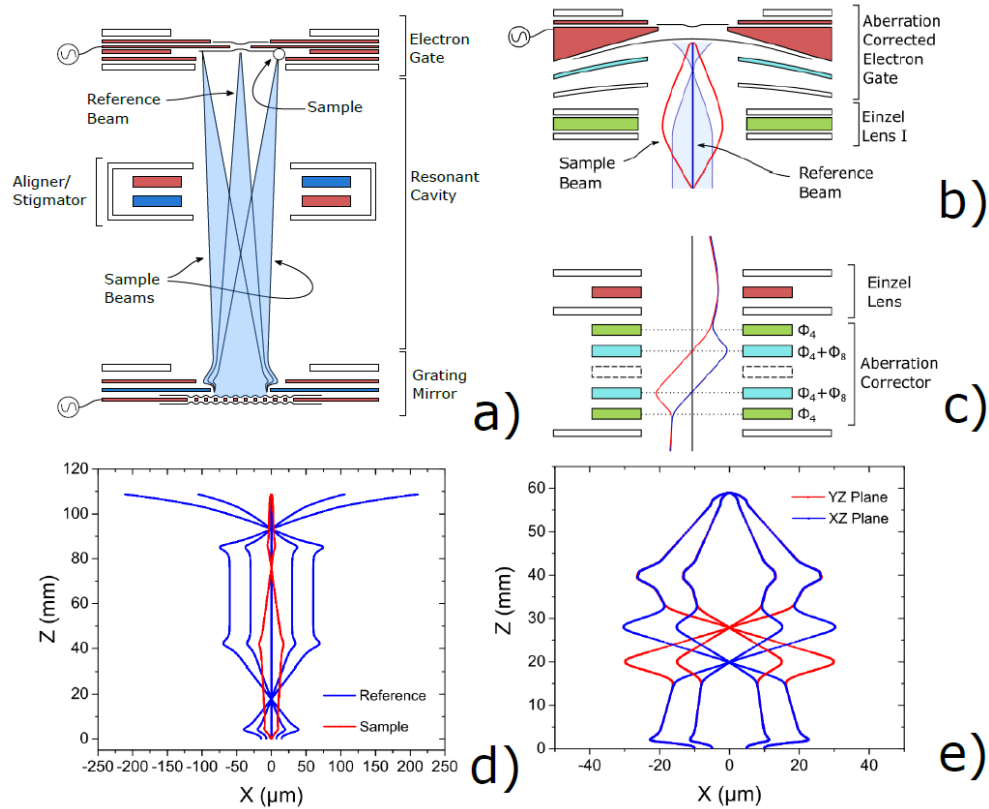 Electron
Gate
Reference
Beam
Sample
Aligner/
Stigmator
Resonant
Cavity
Sample
Beams
Grating
Mirror
a)
Aberration
Corrected
Electron
Gate
Einzel
Lens I
Sample
Beam
Reference
Beam
b)
Einzel
Lens
Φ4
Φ4+Φ8
Aberration
Corrector
Φ4+Φ8
Φ4
c)
120
100
80
60
40
20
0
Z (mm)
Reference
Sample
-250 -200 -150 -100 -50 0 50 100 150 200 250
X (µm)
d)
60
50
40
30
20
10
0
Z (mm)
YZ Plane
XZ Plane
-40 -20 0 20 40
X (µm)
e)